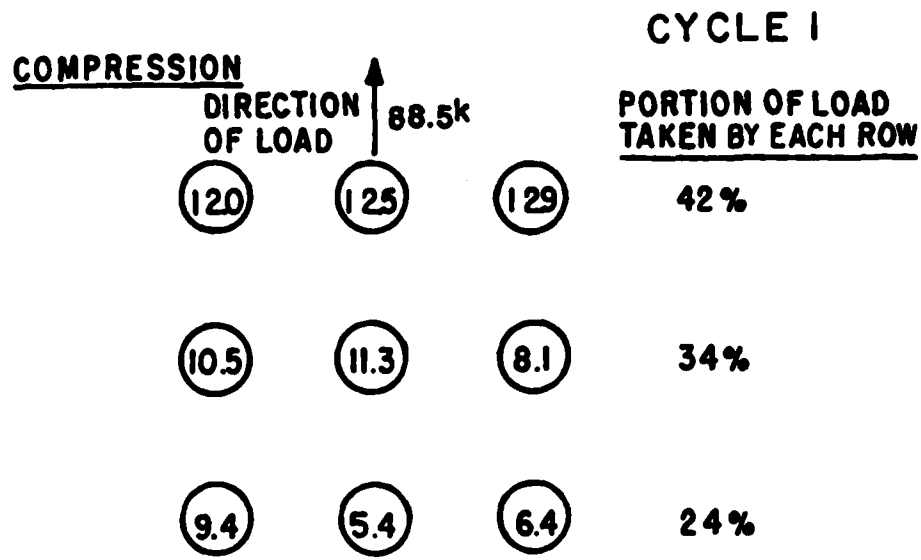 CYCLE 1
COMPRESSION
DIRECTION OF LOAD
88.5k
PORTION OF LOAD
TAKEN BY EACH ROW
12.0 12.5 12.9 42%
10.5 11.3 8.1 34%
9.4 5.4 6.4 24%